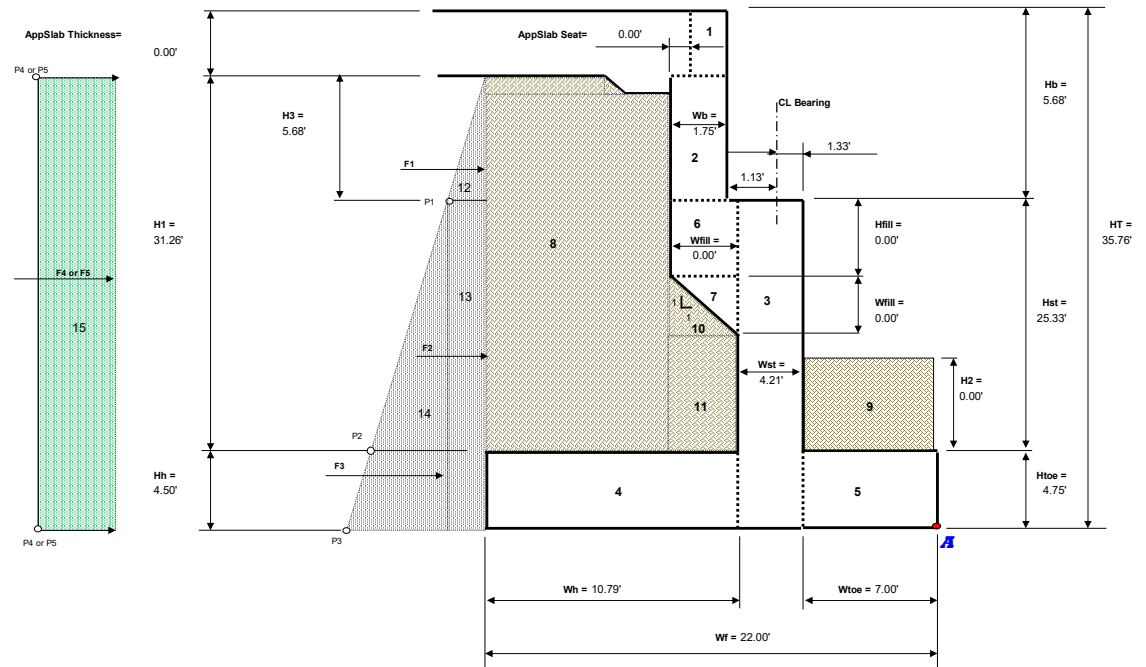 AppSlab Thickness=
0.00'
AppSlab Seat=
0.00'
1
P4 or P5
Hb =
5.68'
CL Bearing
H3 =
5.68'
Wb =
1.75'
1.33'
F1
12
2
1.13'
P1
H1 =
31.26'
8
6
Wfill =
0.00'
Hfill =
0.00'
HT =
35.76'
F4 or F5
13
7
3
15
1
1
10
Wfill =
0.00'
Hst =
25.33'
F2
Wst =
4.21'
H2 =
0.00'
14
11
9
P2
F3
Hh =
4.50'
4
5
Htoe =
4.75'
P4 or P5
P3
A
Wh = 10.79'
Wtoe = 7.00'
Wf = 22.00'